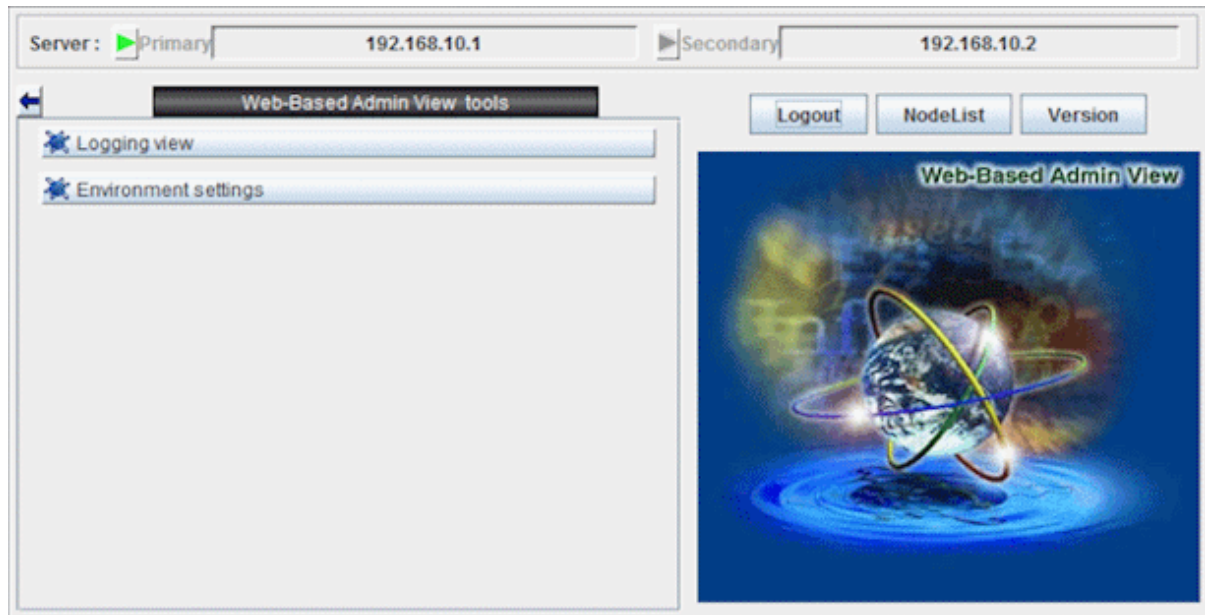 Server : Primary 192.168.10.1 Secondary 192.168.10.2
Web-Based Admin View tools
Logout NodeList Version
Logging view
Environment settings
Web-Based Admin View